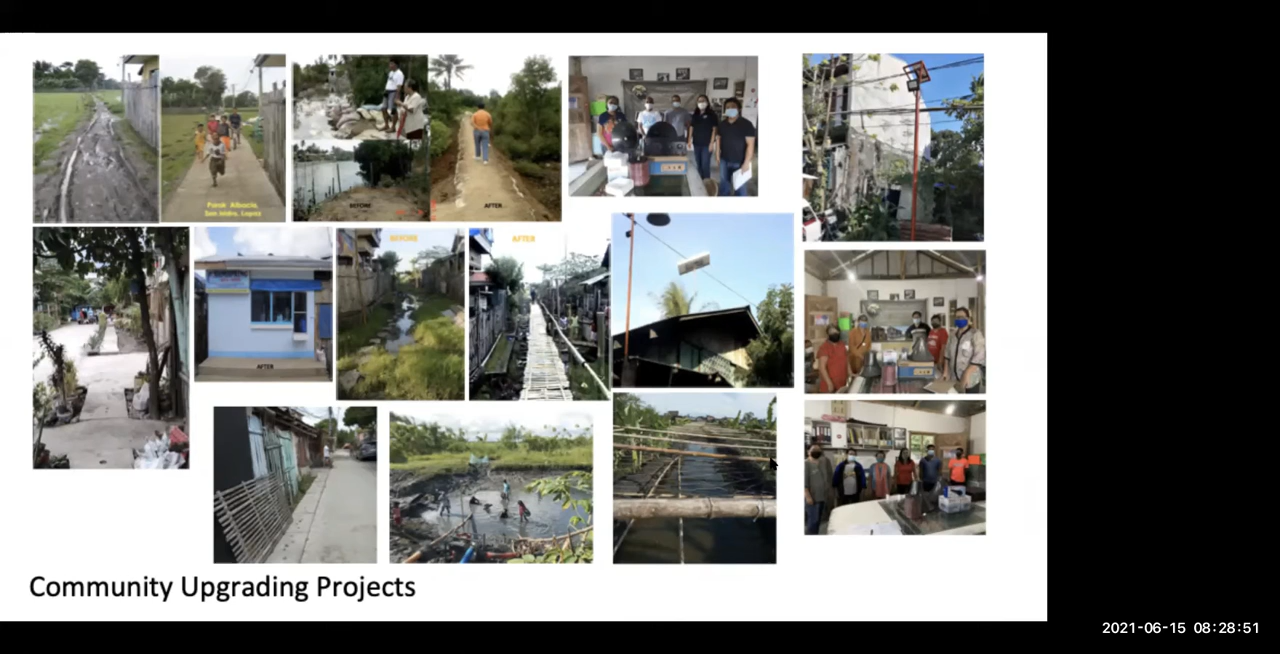 Purok Albucia,
San Isidro, Lopez
BEFORE
AFTER
AFTER
BEFORE
AFTER
Community Upgrading Projects
2021-06-15 08:28:51